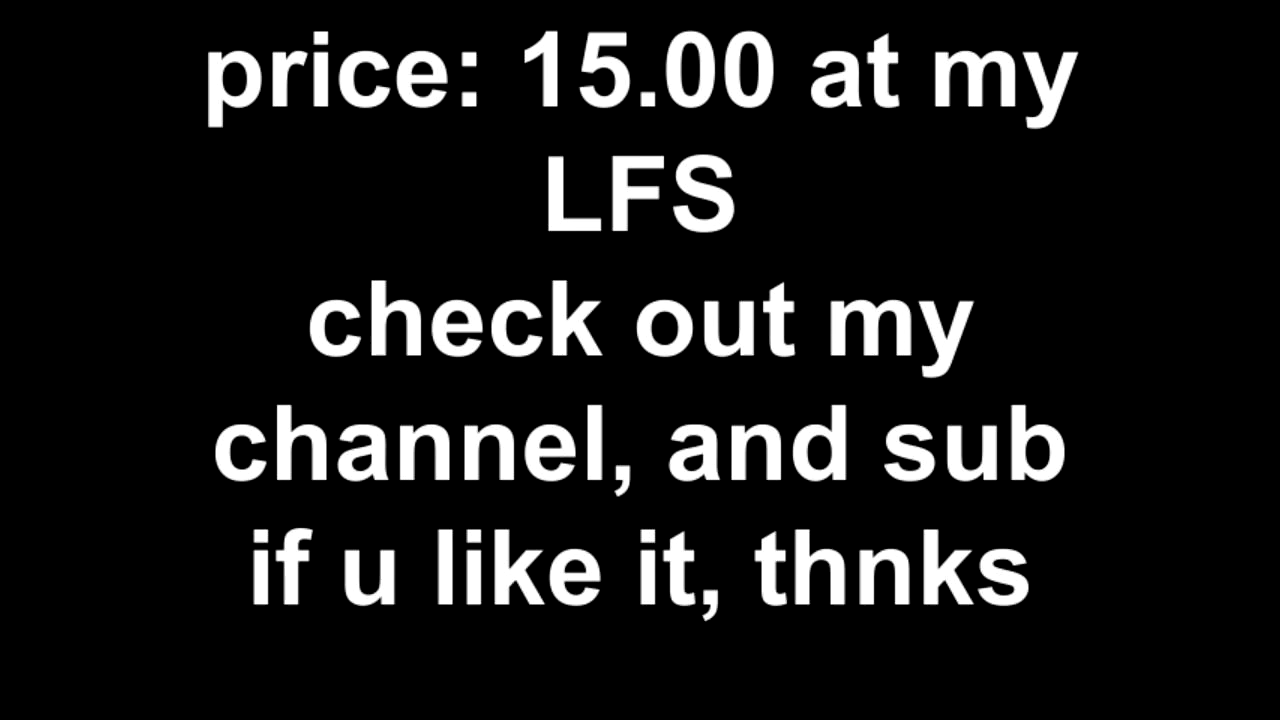 price: 15.00 at my
LFS
check out my
channel, and sub
if u like it, thnks